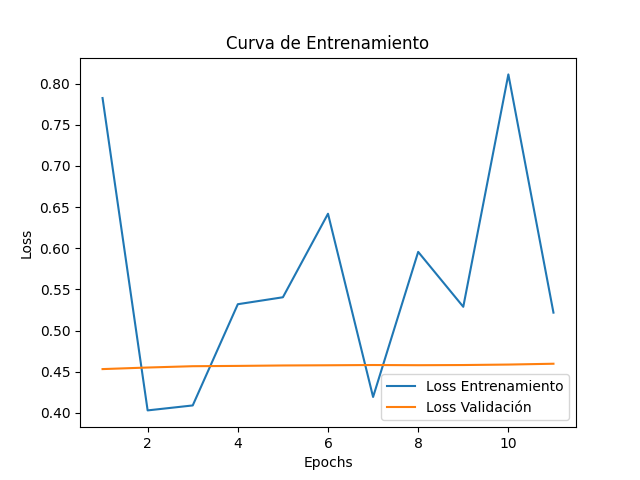 Curva de Entrenamiento
Loss
0.80
0.75
0.70
0.65
0.60
0.55
0.50
0.45
0.40
Loss Entrenamiento
Loss Validación
2
4
6
8
10
Epochs